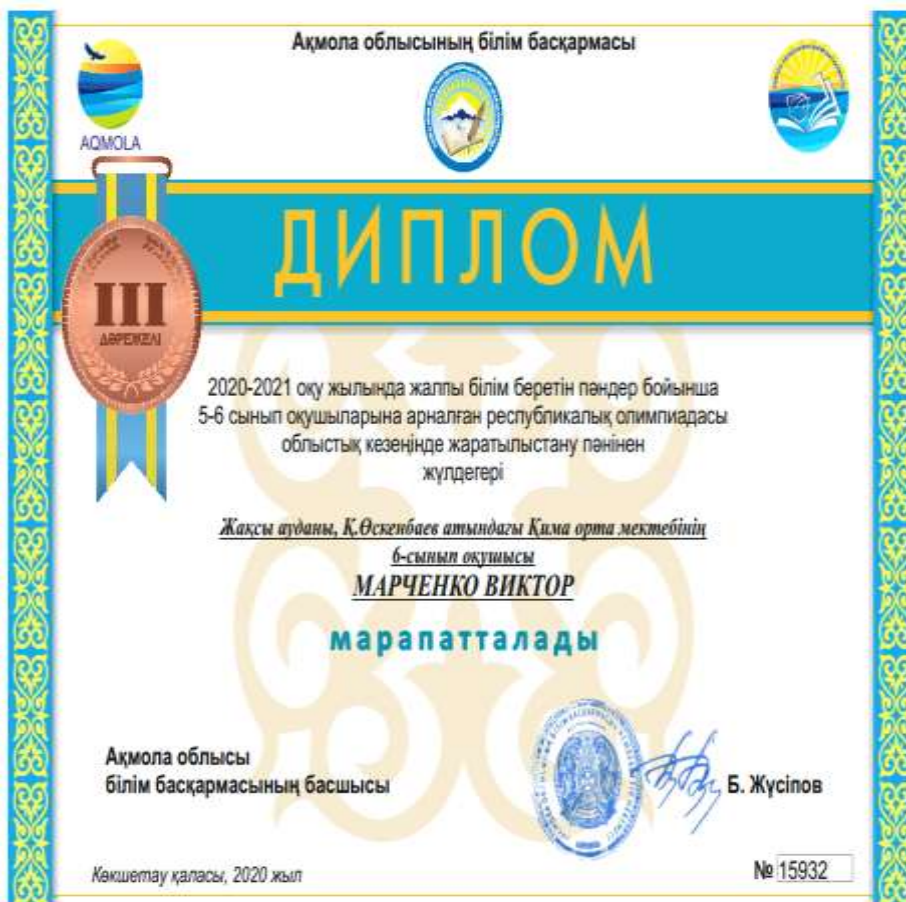 Ақмола облысының білім басқармасы
AQMOLA
ДИПЛОМ
III
ДӘРЕЖЕЛІ
2020-2021 оқу жылында жалпы білім беретін пәндер бойынша
5-6 сынып оқушыларына арналған республикалық олимпиадасы
облыстық кезеңінде жаратылыстану пәнінен
жүлдегері
Жақсы ауданы, Қ.Өскенбаев атындағы Қима орта мектебінің
6-сынып оқушысы
МАРЧЕНКО ВИКТОР
марапатталады
Ақмола облысы
білім басқармасының басшысы
Б. Жүсіпов
Көкшетау қаласы, 2020 жыл
№ 15932